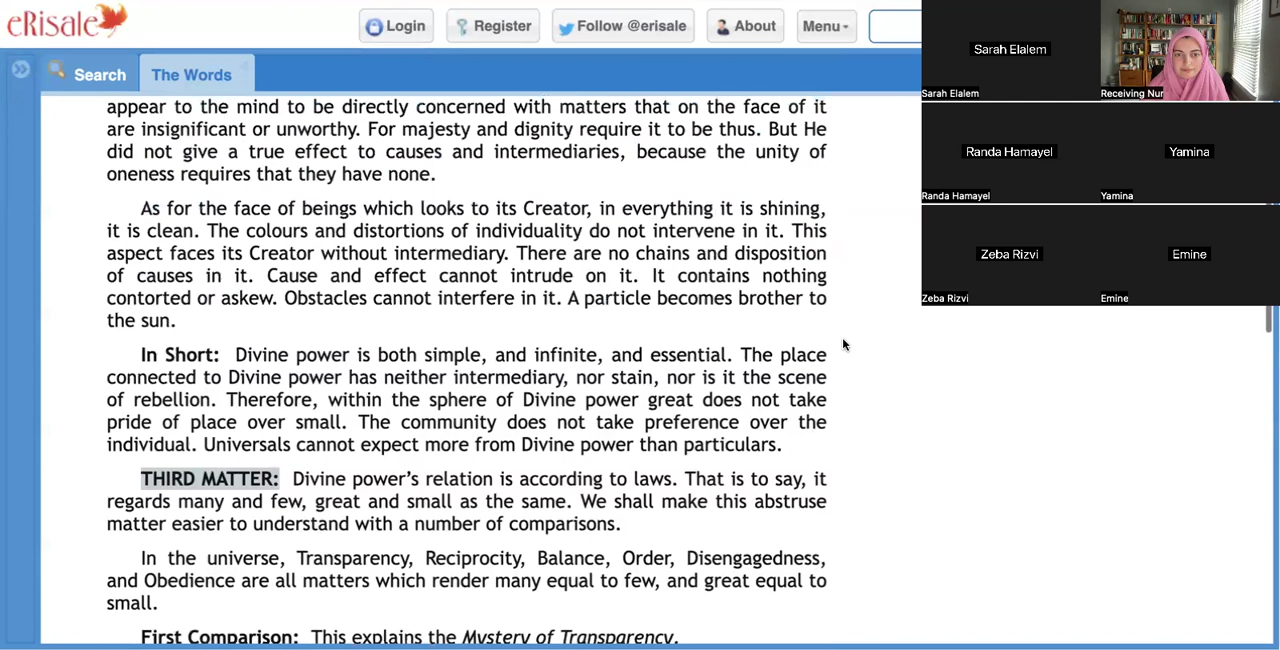 eRisale
Login
Register
Follow @erisale
About
Menu
Search
The Words
appear to the mind to be directly concerned with matters that on the face of it
are insignificant or unworthy. For majesty and dignity require it to be thus. But He
did not give a true effect to causes and intermediaries, because the unity of
oneness requires that they have none.
As for the face of beings which looks to its Creator, in everything it is shining,
it is clean. The colours and distortions of individuality do not intervene in it. This
aspect faces its Creator without intermediary. There are no chains and disposition
of causes in it. Cause and effect cannot intrude on it. It contains nothing
contorted or askew. Obstacles cannot interfere in it. A particle becomes brother to
the sun.
In Short: Divine power is both simple, and infinite, and essential. The place
connected to Divine power has neither intermediary, nor stain, nor is it the scene
of rebellion. Therefore, within the sphere of Divine power great does not take
pride of place over small. The community does not take preference over the
individual. Universals cannot expect more from Divine power than particulars.
THIRD MATTER: Divine power’s relation is according to laws. That is to say, it
regards many and few, great and small as the same. We shall make this abstruse
matter easier to understand with a number of comparisons.
In the universe, Transparency, Reciprocity, Balance, Order, Disengagedness,
and Obedience are all matters which render many equal to few, and great equal to
small.
First Comparison: This explains the Mystery of Transparency.
Sarah Elalem
Sarah Elalem
Receiving Nur
Randa Hamayel
Randa Hamayel
Yamina
Yamina
Zeba Rizvi
Zeba Rizvi
Emine
Emine